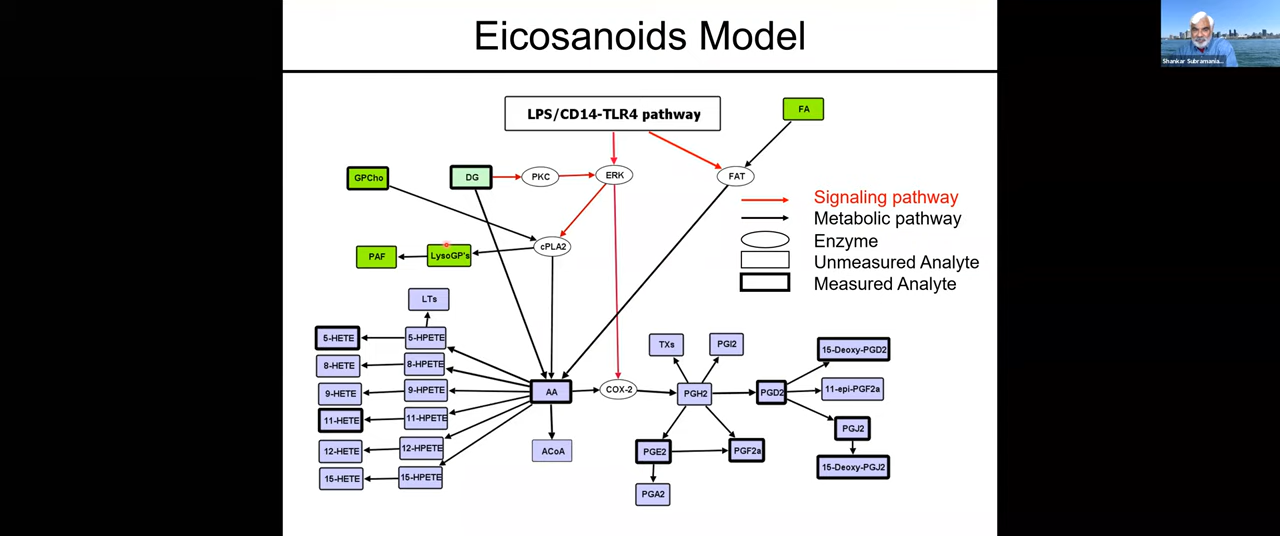 Eicosanoids Model
Shankar Subramania...
LPS/CD14-TLR4 pathway
FA
GPCho
DG
PKC
ERK
FAT
Signaling pathway
Metabolic pathway
Enzyme
Unmeasured Analyte
Measured Analyte
cPLA2
PAF
LysoGP's
LTs
5-HETE
5-HPETE
8-HETE
8-HPETE
9-HETE
9-HPETE
11-HETE
11-HPETE
12-HETE
12-HPETE
15-HETE
15-HPETE
AA
ACoA
COX-2
TXs
PGI2
PGH2
PGD2
15-Deoxy-PGD2
11-epi-PGF2a
PGJ2
15-Deoxy-PGJ2
PGE2
PGF2a
PGA2